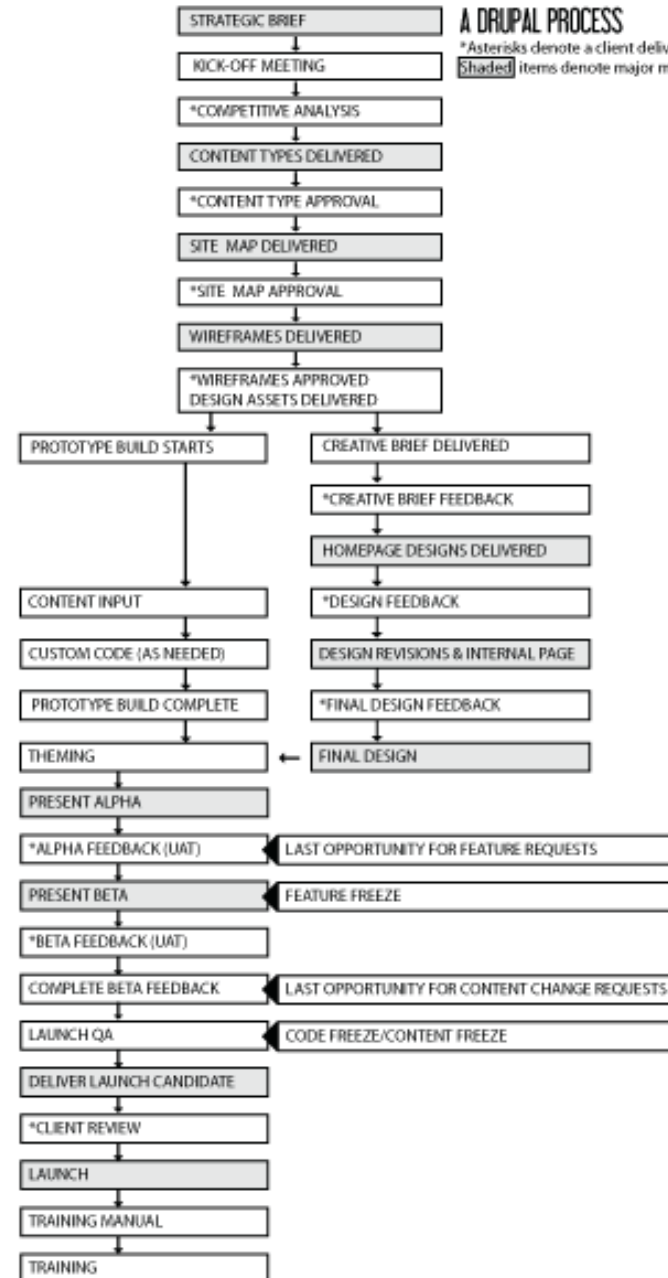 STRATEGIC BRIEF
A DRUPAL PROCESS
*Asterisks denote a client
Shaded items denote major
KICK-OFF MEETING
*COMPETITIVE ANALYSIS
CONTENT TYPES DELIVERED
*CONTENT TYPE APPROVAL
SITE MAP DELIVERED
*SITE MAP APPROVAL
WIREFRAMES DELIVERED
*WIREFRAMES APPROVED
DESIGN ASSETS DELIVERED
PROTOTYPE BUILD STARTS
CREATIVE BRIEF DELIVERED
*CREATIVE BRIEF FEEDBACK
HOMEPAGE DESIGNS DELIVERED
CONTENT INPUT
*DESIGN FEEDBACK
CUSTOM CODE (AS NEEDED)
DESIGN REVISIONS & INTERNAL PAGE
PROTOTYPE BUILD COMPLETE
*FINAL DESIGN FEEDBACK
THEMING
FINAL DESIGN
PRESENT ALPHA
*ALPHA FEEDBACK (UAT)
LAST OPPORTUNITY FOR FEATURE REQUESTS
PRESENT BETA
FEATURE FREEZE
*BETA FEEDBACK (UAT)
COMPLETE BETA FEEDBACK
LAST OPPORTUNITY FOR CONTENT CHANGE REQUESTS
LAUNCH QA
CODE FREEZE/CONTENT FREEZE
DELIVER LAUNCH CANDIDATE
*CLIENT REVIEW
LAUNCH
TRAINING MANUAL
TRAINING